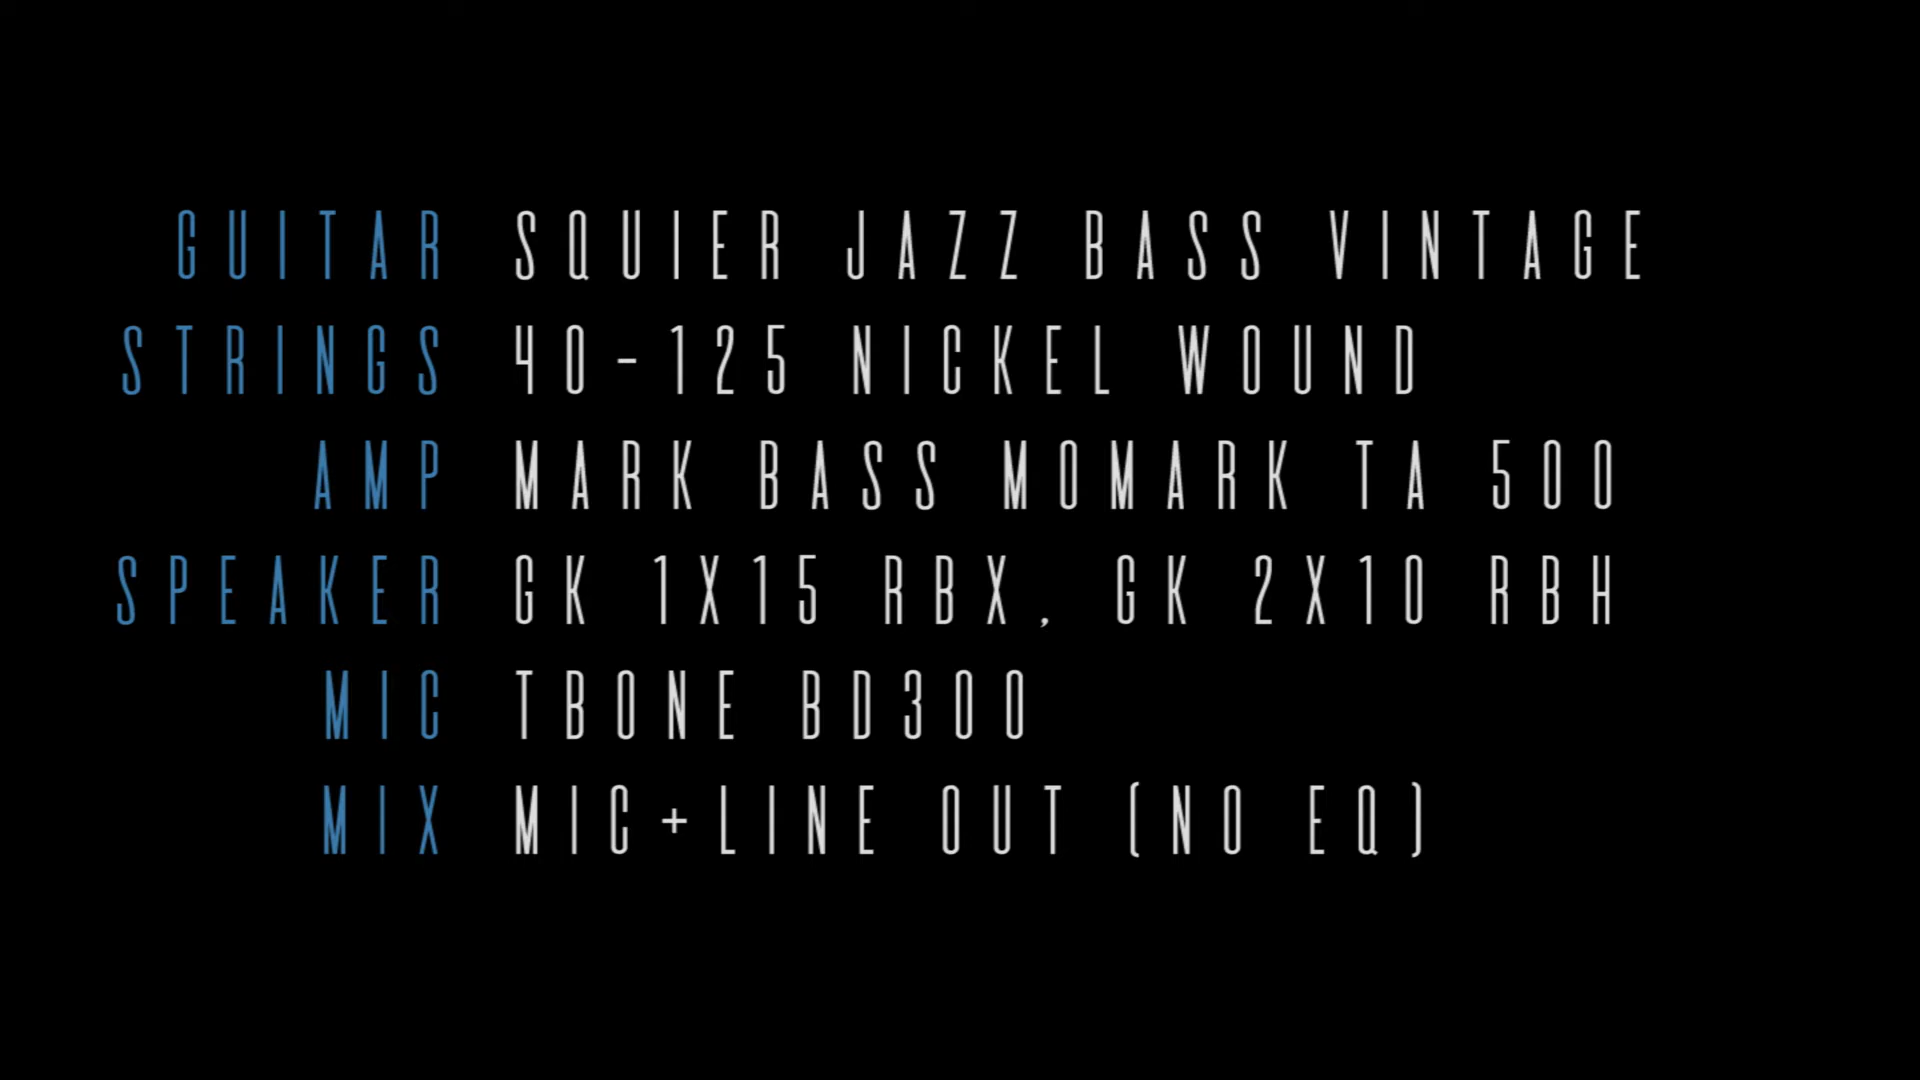 GUITAR SQUIER JAZZ BASS VINTAGE
STRINGS 40-125 NICKEL WOUND
AMP MARK BASS MOMARK TA 500
SPEAKER GK 1X15 RBX, GK 2X10 RBH
MIC TBONE BD300
MIX MIC+LINE OUT (NO EQ)